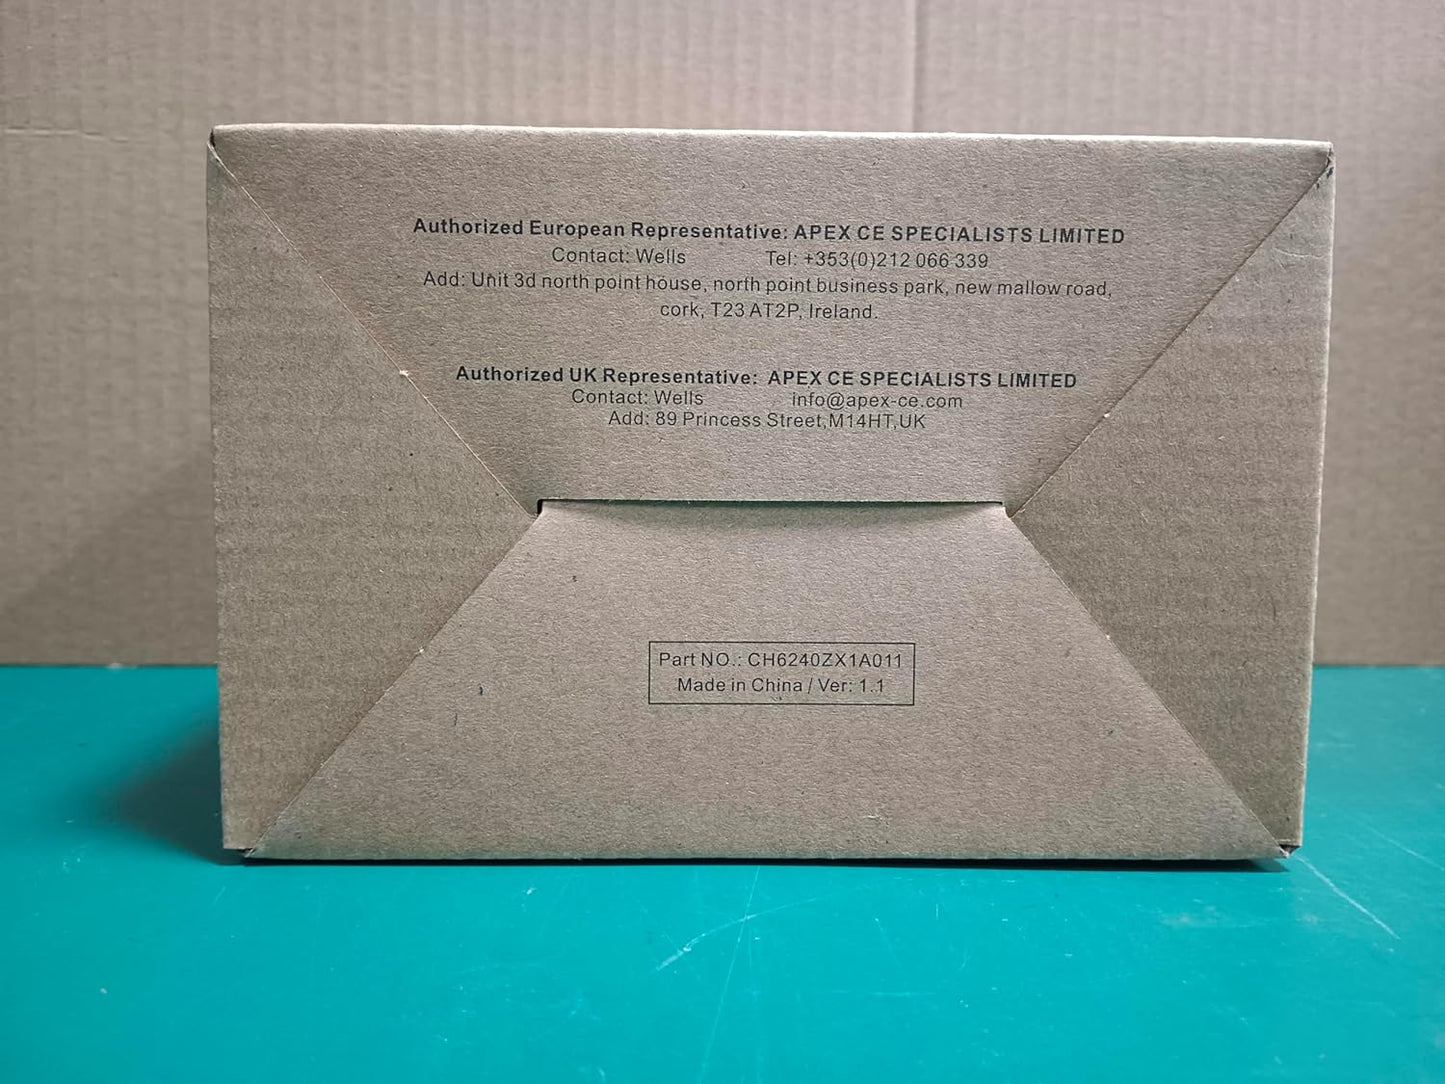 Authorized European Representative: APEX CE SPECIALISTS LIMITED
Contact: Wells Tel: +353(0)212 066 339
Add: Unit 3d north point house, north point business park, new mallow road,
cork, T23 AT2P, Ireland.
Authorized UK Representative: APEX CE SPECIALISTS LIMITED
Contact: Wells info@apex-ce.com
Add: 89 Princess Street,M14HT,UK
Part NO.: CH6240ZX1A011
Made in China / Ver: 1.1